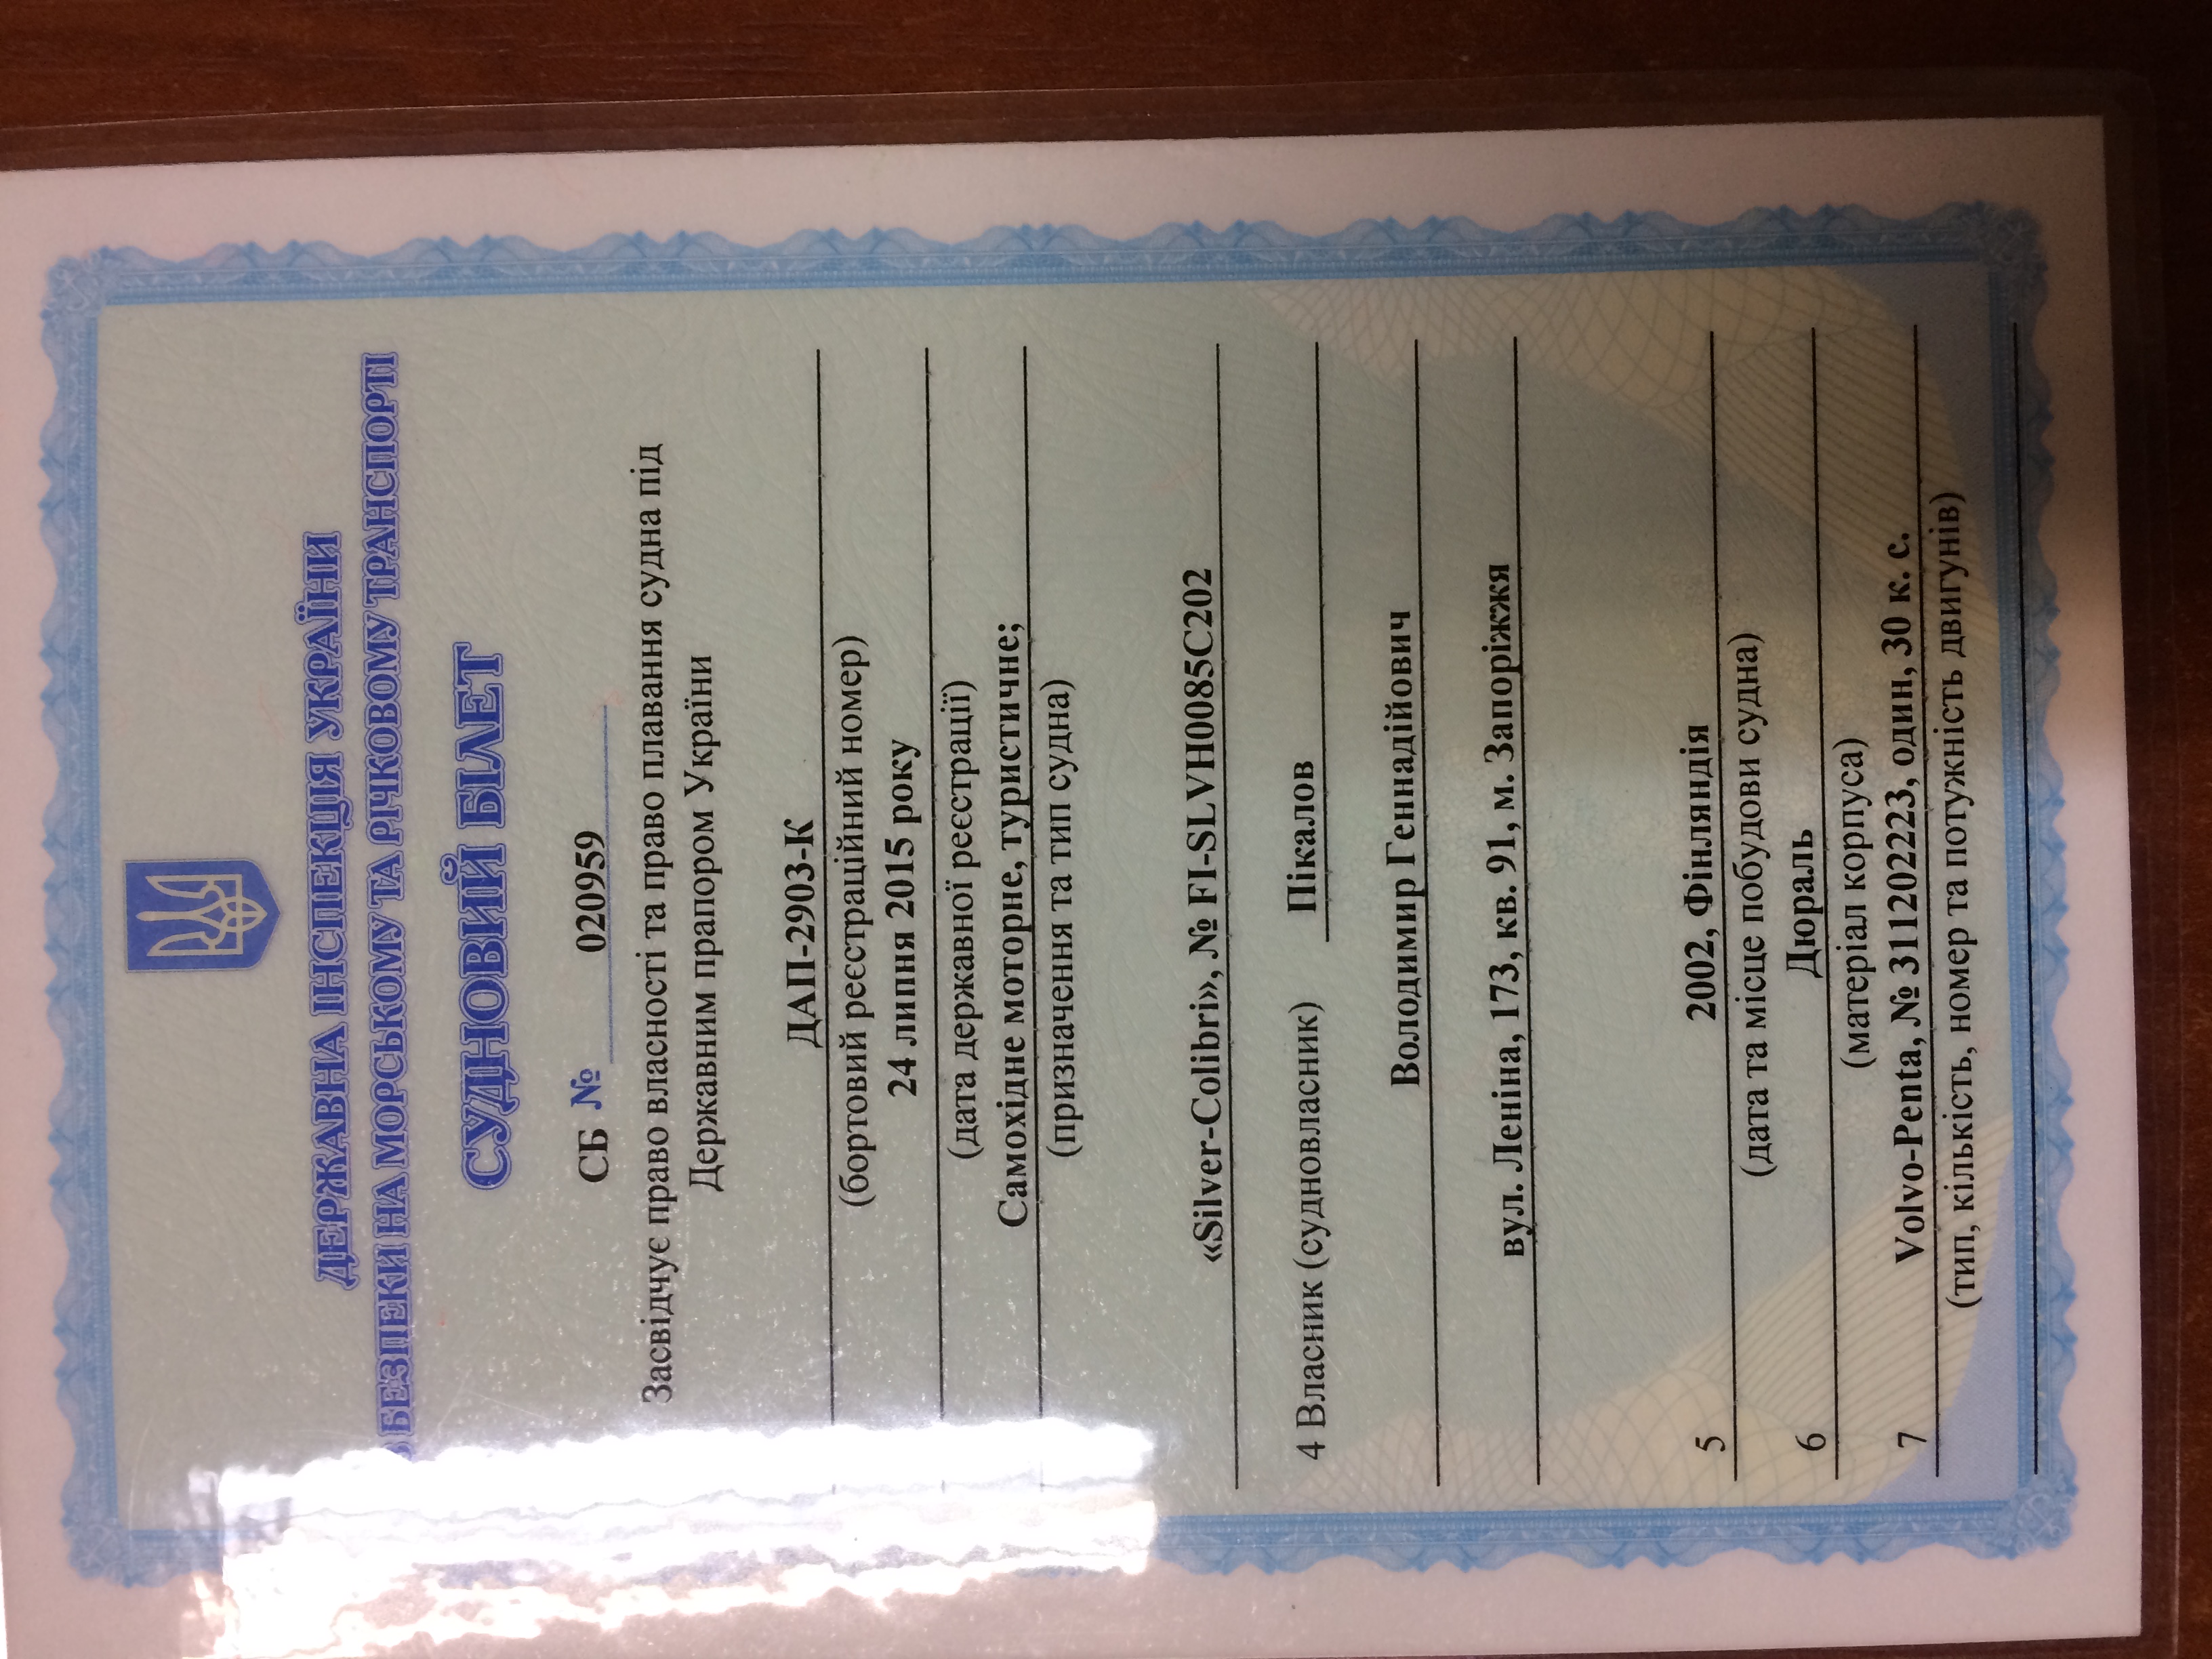 ДЕРЖАВНА ІНСПЕКЦІЯ УКРАЇНИ
З БЕЗПЕКИ НА МОРСЬКОМУ ТА РІЧКОВОМУ ТРАНСПОРТІ
СУДНОВИЙ БІЛЕТ
СБ № 020959
Засвідчує право власності та право плавання судна під
Державним прапором України
ДАП-2903-К
(бортовий реєстраційний номер)
24 липня 2015 року
(дата державної реєстрації)
Самохідне моторне, туристичне;
(призначення та тип судна)
«Silver-Colibri», № FI-SLVH0085C202
4 Власник (судновласник) Пікалов
Володимир Геннадійович
вул. Леніна, 173, кв. 91, м. Запоріжжя
5 2002, Фінляндія
(дата та місце побудови судна)
6 Дюраль
(матеріал корпуса)
7 Volvo-Penta, № 311202223, один, 30 к. с.
(тип, кількість, номер та потужність двигунів)